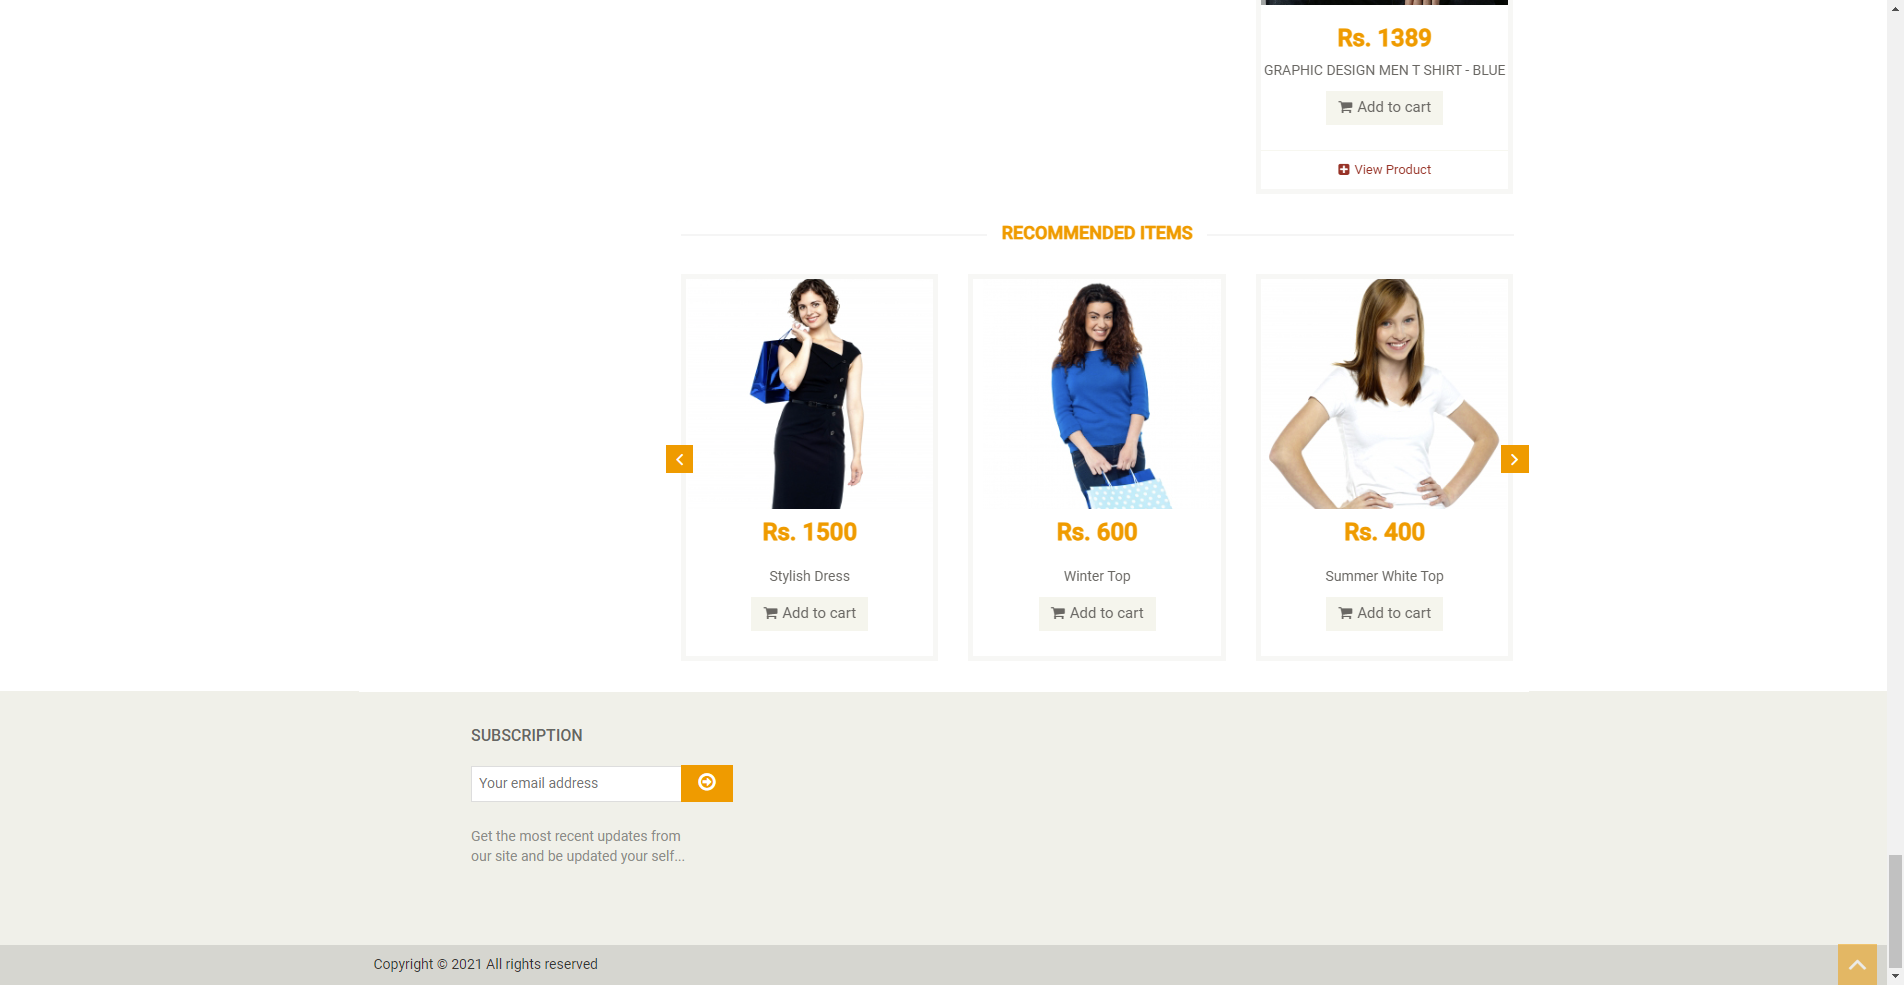 Rs. 1389
GRAPHIC DESIGN MEN T SHIRT - BLUE
Add to cart
View Product
RECOMMENDED ITEMS
Rs. 1500
Stylish Dress
Add to cart
Rs. 600
Winter Top
Add to cart
Rs. 400
Summer White Top
Add to cart
SUBSCRIPTION
Your email address
Get the most recent updates from
our site and be updated your self...
Copyright © 2021 All rights reserved